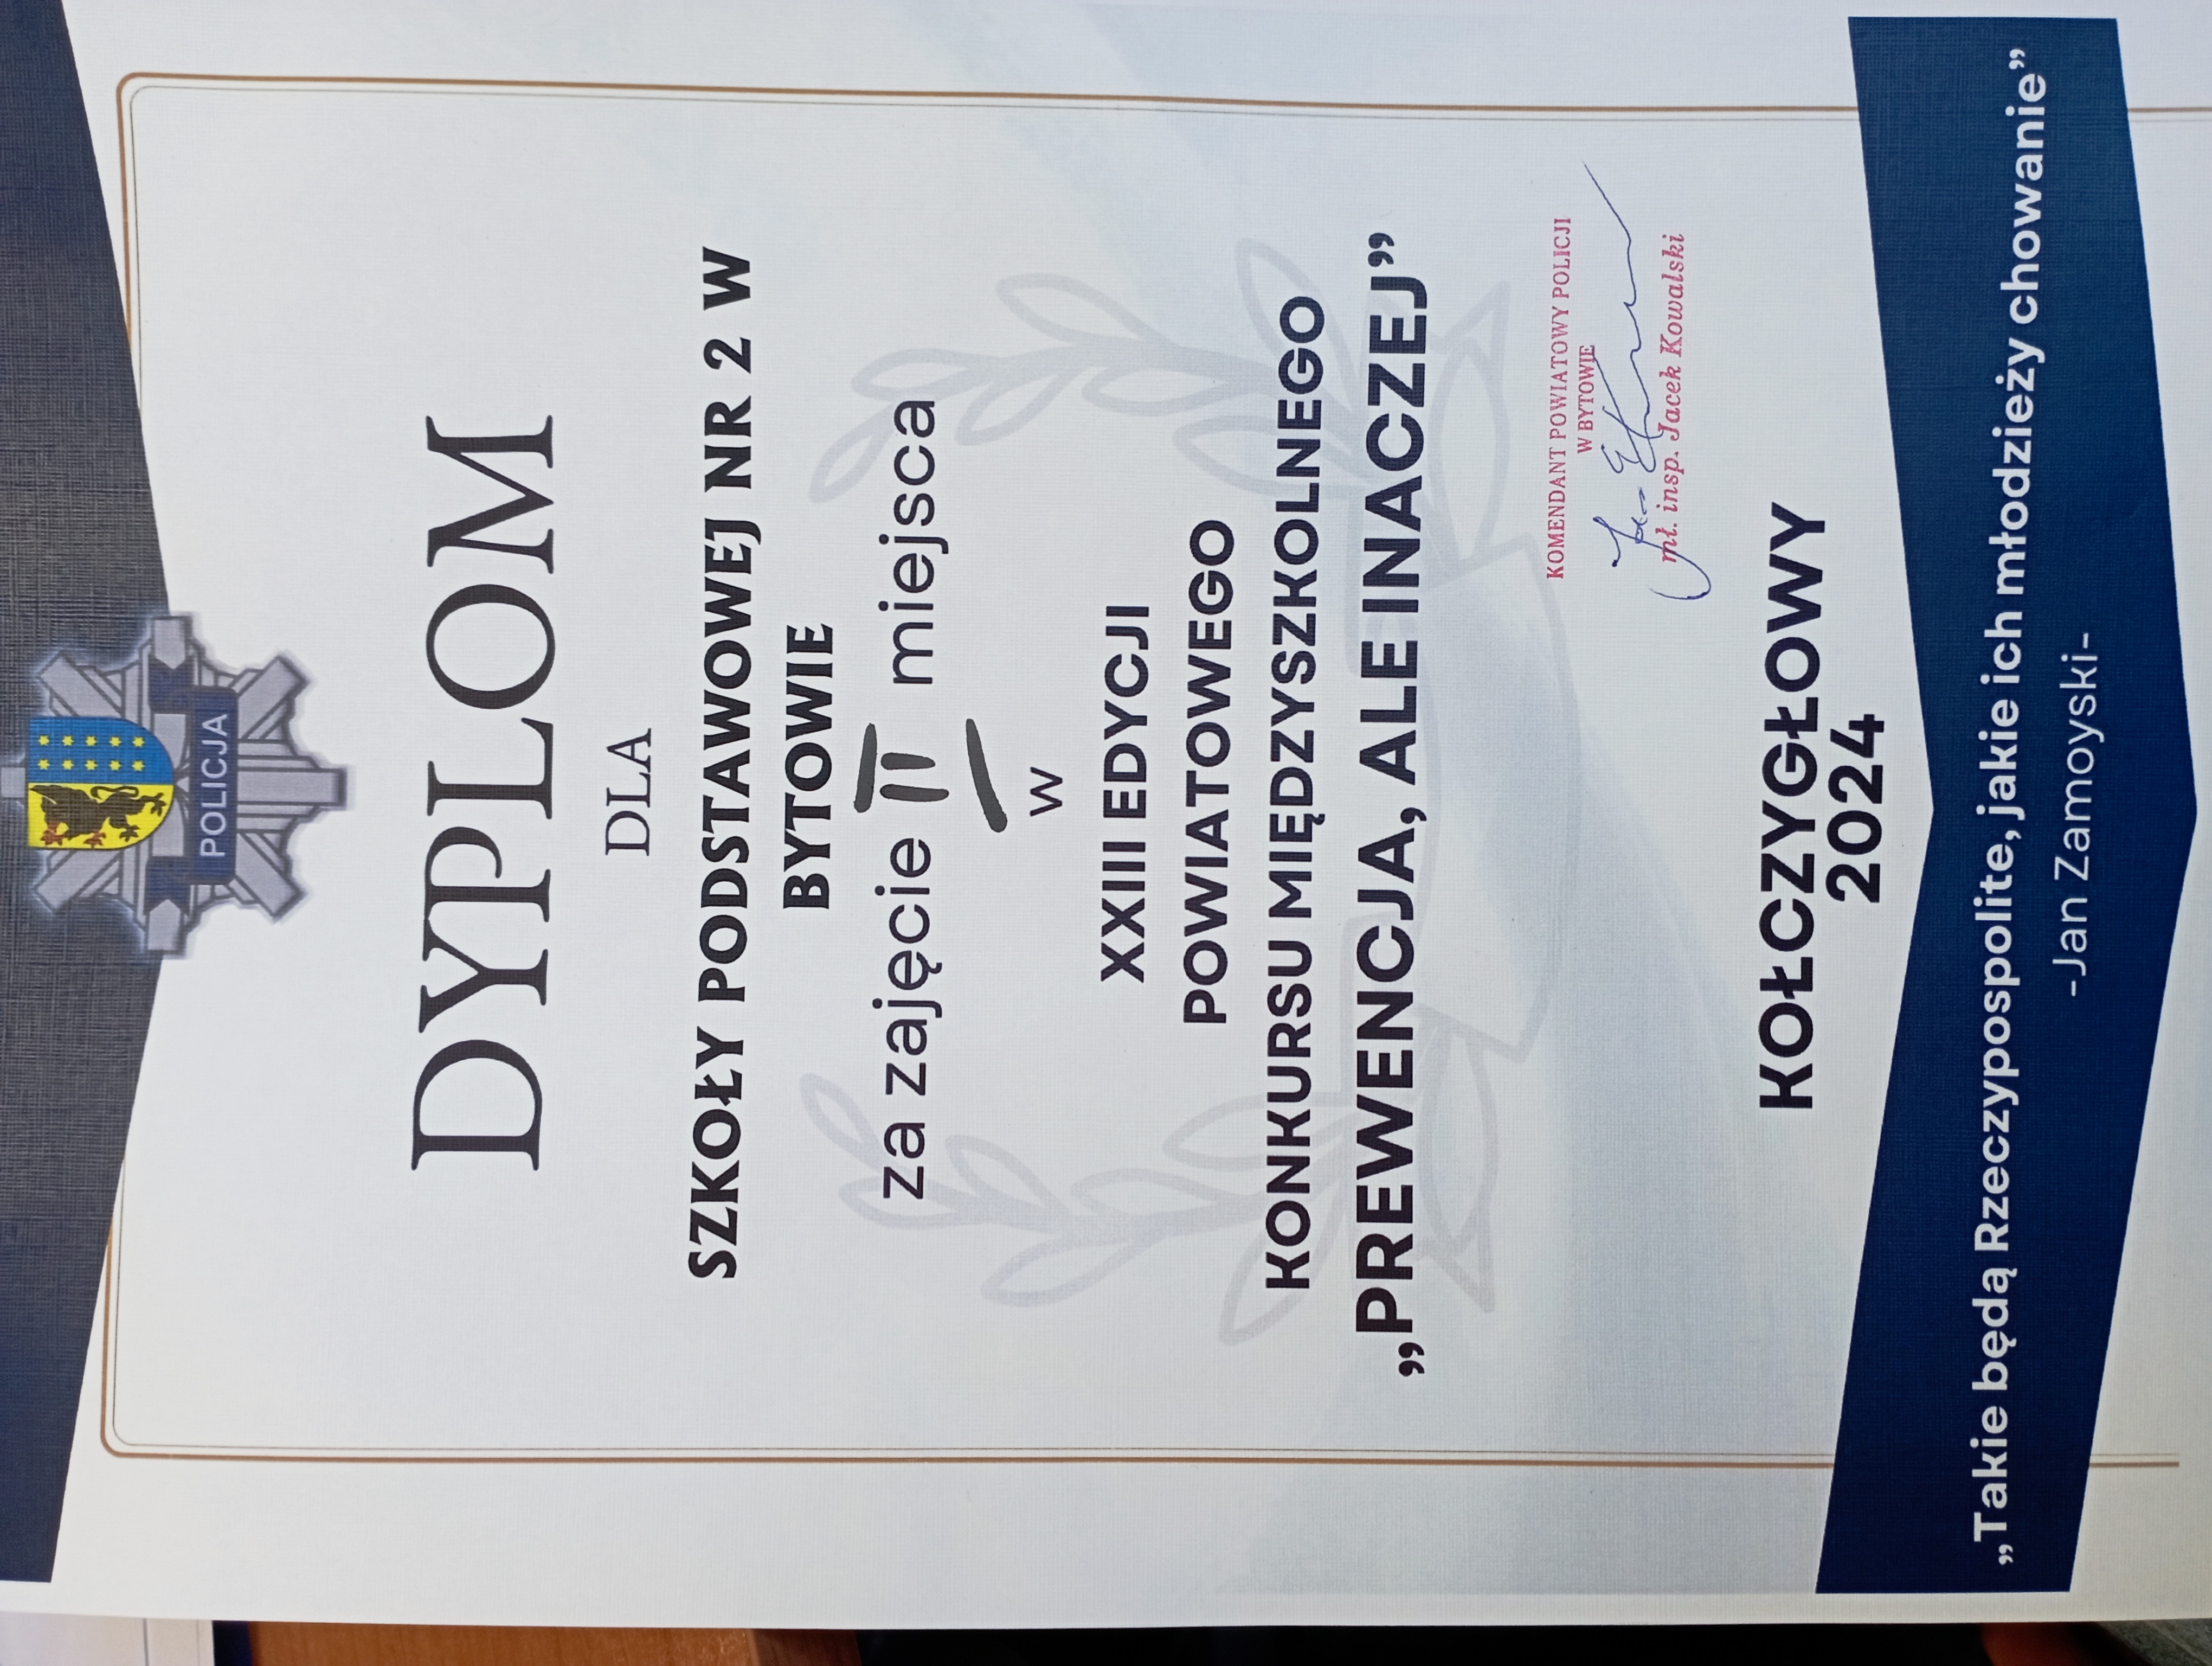 POLICJA
DYPLOM
DLA
SZKOŁY PODSTAWOWEJ NR 2 W
BYTOWIE
za zajęcie II miejsca
w
XXIII EDYCJI
POWIATOWEGO
KONKURSU MIĘDZYSZKOLNEGO
„PREWENCJA, ALE INACZEJ”
KOMENDANT POWIATOWY POLICJI
W BYTOWIE
mł. insp. Jacek Kowalski
KOŁCZYGŁOWY
2024
„Takie będą Rzeczypospolite, jakie ich młodzieży chowanie”
-Jan Zamoyski-